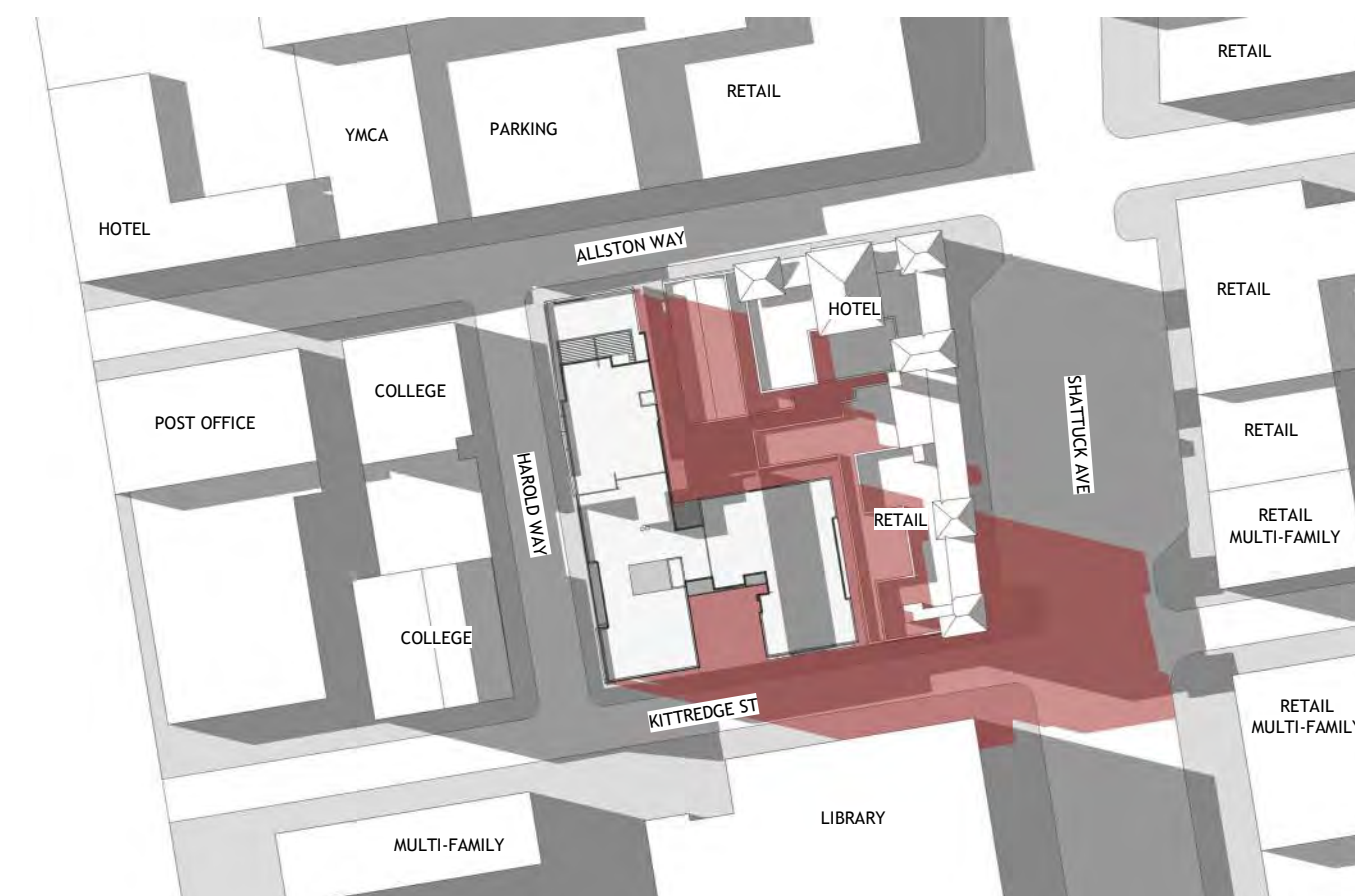 RETAIL
RETAIL
PARKING
YMCA
HOTEL
ALLSTON WAY
RETAIL
HOTEL
COLLEGE
POST OFFICE
SHATTUCK AVE
RETAIL
HAROLD WAY
RETAIL
RETAIL
MULTI-FAMILY
COLLEGE
KITTREDGE ST
RETAIL
MULTI-FAMILY
LIBRARY
MULTI-FAMILY